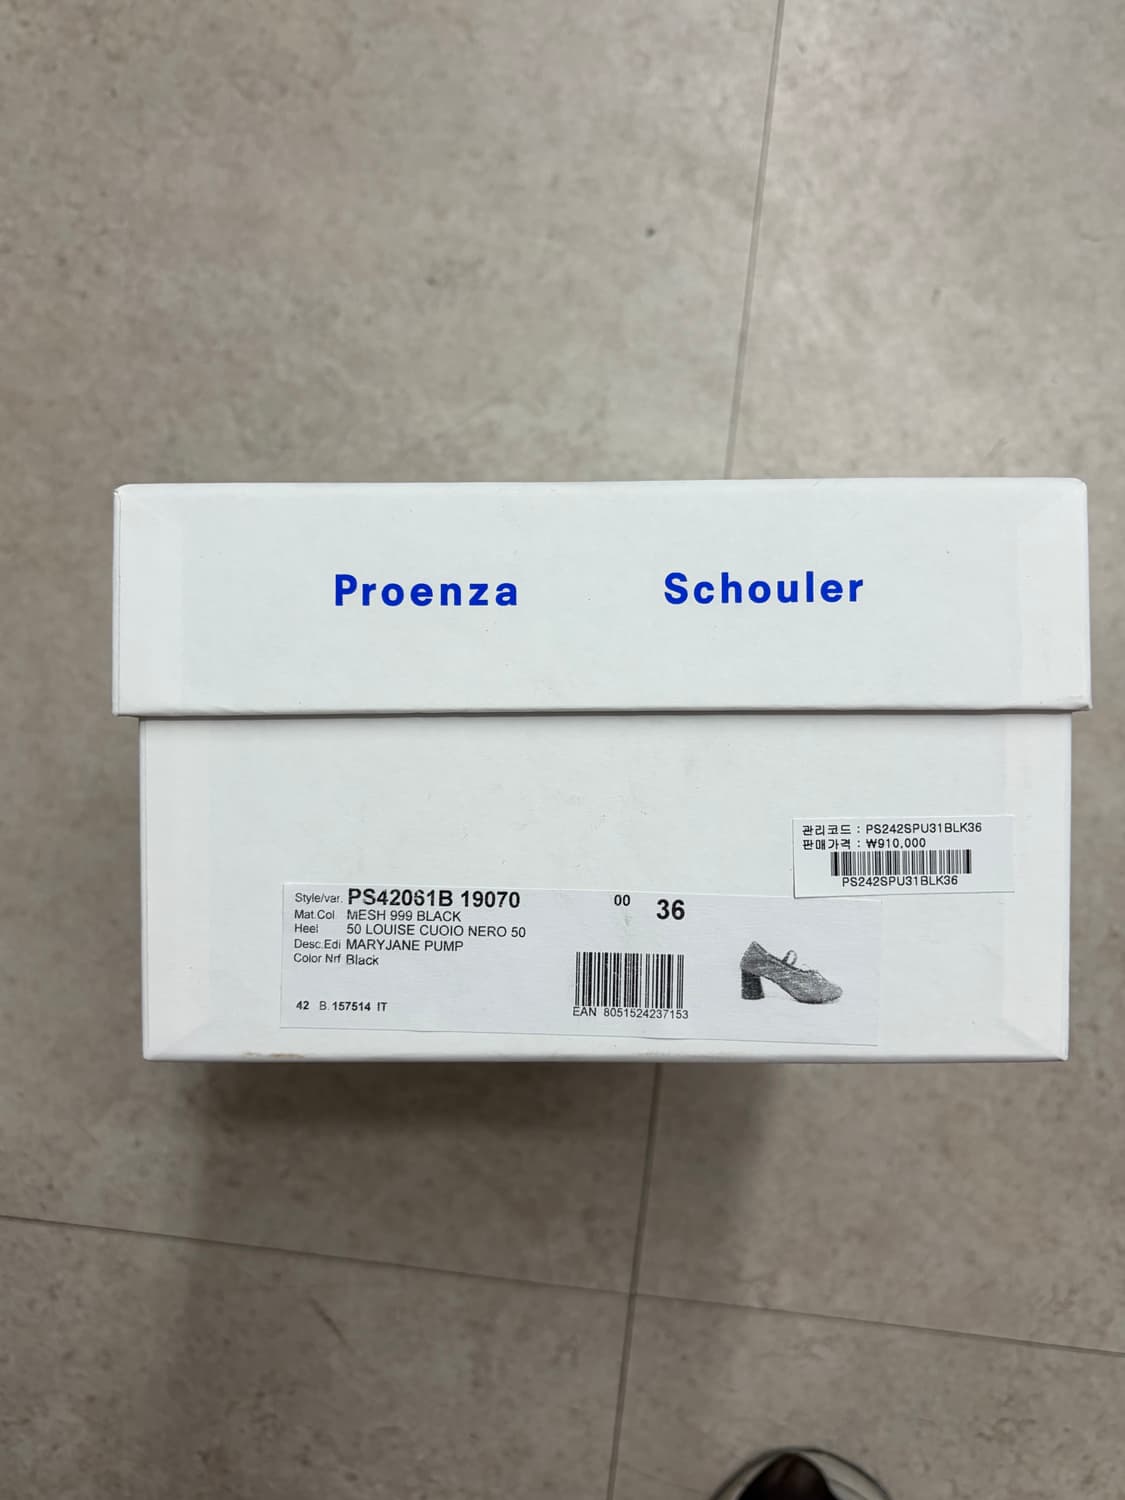 Proenza Schouler
관리코드 : PS242SPU31BLK36
판매가격 : ₩910,000
PS242SPU31BLK36
Style/var. PS42061B 19070 00 36
Mat.Col MESH 999 BLACK
Heel 50 LOUISE CUOIO NERO 50
Desc.Edi MARYJANE PUMP
Color Nrf Black
42 B. 157514 IT
EAN 8051524237153